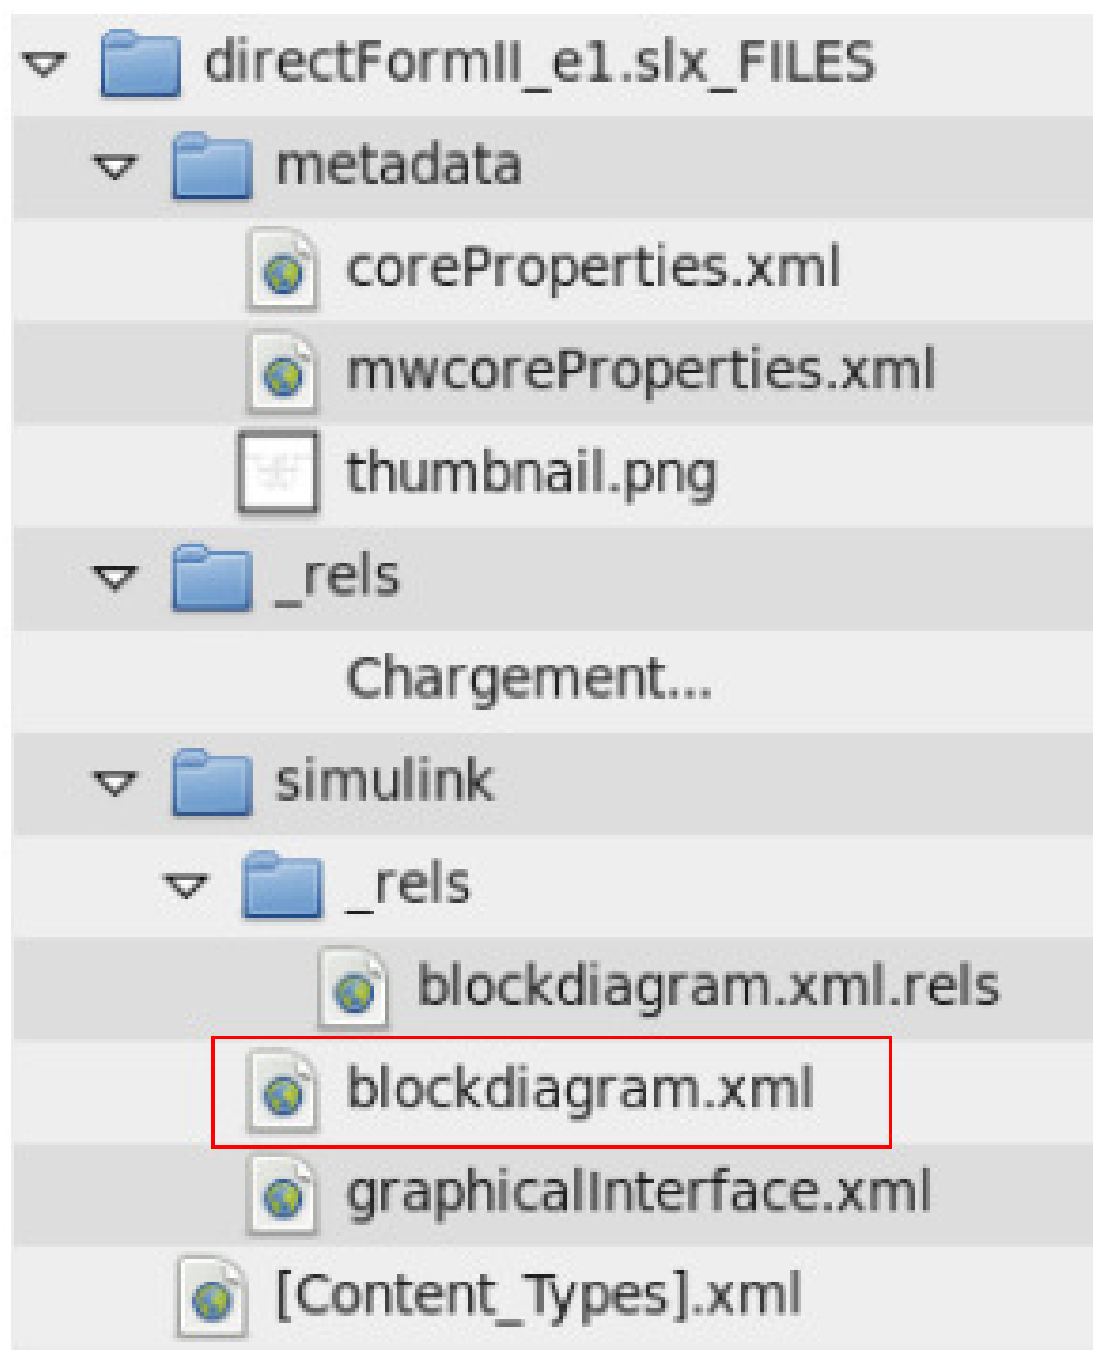 directFormII_e1.slx_FILES
metadata
coreProperties.xml
mwcoreProperties.xml
thumbnail.png
_rels
Chargement...
simulink
_rels
blockdiagram.xml.rels
blockdiagram.xml
graphicalInterface.xml
[Content_Types].xml